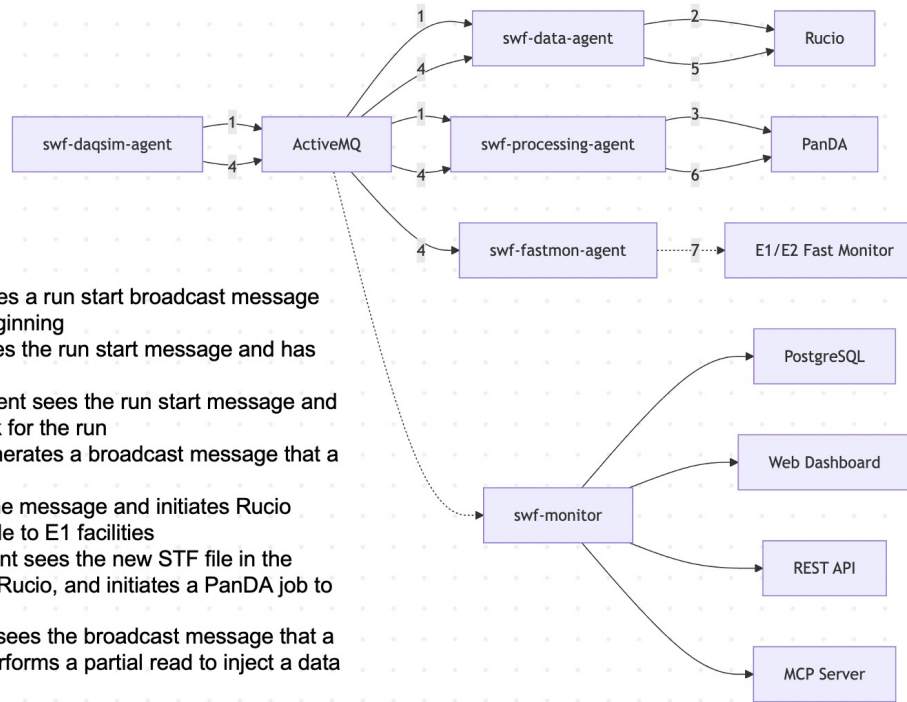 1
swf-data-agent
2
Rucio
4
5
swf-daqsim-agent
1
4
ActiveMQ
1
swf-processing-agent
3
PanDA
4
6
4
swf-fastmon-agent
7
E1/E2 Fast Monitor
es a run start broadcast message
ginning
es the run start message and has
ent sees the run start message and
k for the run
nerates a broadcast message that a
ne message and initiates Rucio
le to E1 facilities
ent sees the new STF file in the
Rucio, and initiates a PanDA job to
sees the broadcast message that a
rforms a partial read to inject a data
PostgreSQL
Web Dashboard
swf-monitor
REST API
MCP Server